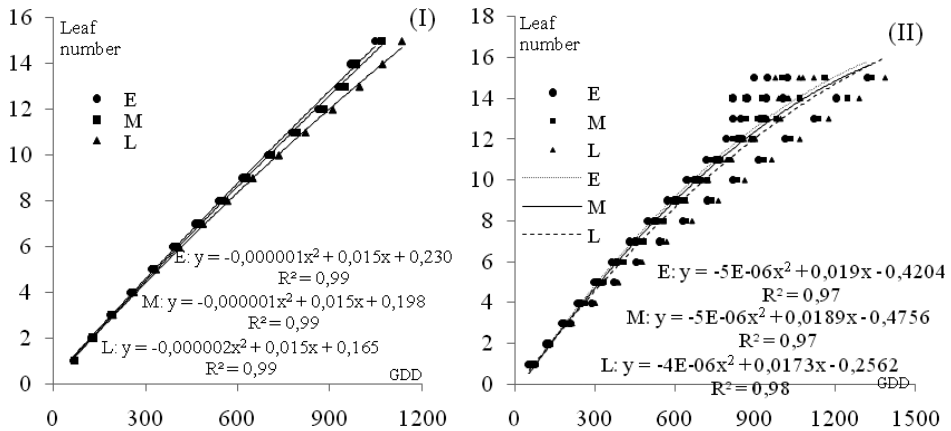 (I)
Leaf
number
16
14
12
10
8
6
4
2
0
E
M
L
E: y = -0,000001x² + 0,015x + 0,230
R² = 0,99
M: y = -0,000001x² + 0,015x + 0,198
R² = 0,99
L: y = -0,000002x² + 0,015x + 0,165
R² = 0,99
GDD
0 300 600 900 1200
(II)
Leaf
number
18
16
14
12
10
8
6
4
2
0
E
M
L
E
M
L
E: y = -5E-06x² + 0,019x - 0,4204
R² = 0,97
M: y = -5E-06x² + 0,0189x - 0,4756
R² = 0,97
L: y = -4E-06x² + 0,0173x - 0,2562
R² = 0,98
GDD
0 300 600 900 1200 1500